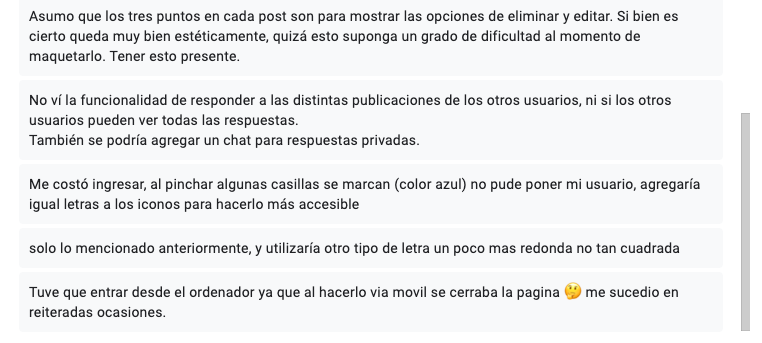 Asumo que los tres puntos en cada post son para mostrar las opciones de eliminar y editar. Si bien es
cierto queda muy bien estéticamente, quizá esto suponga un grado de dificultad al momento de
maquetarlo. Tener esto presente.
No ví la funcionalidad de responder a las distintas publicaciones de los otros usuarios, ni si los otros
usuarios pueden ver todas las respuestas.
También se podría agregar un chat para respuestas privadas.
Me costó ingresar, al pinchar algunas casillas se marcan (color azul) no pude poner mi usuario, agregaría
igual letras a los iconos para hacerlo más accesible
solo lo mencionado anteriormente, y utilizaría otro tipo de letra un poco mas redonda no tan cuadrada
Tuve que entrar desde el ordenador ya que al hacerlo via movil se cerraba la pagina 🤔 me sucedio en
reiteradas ocasiones.